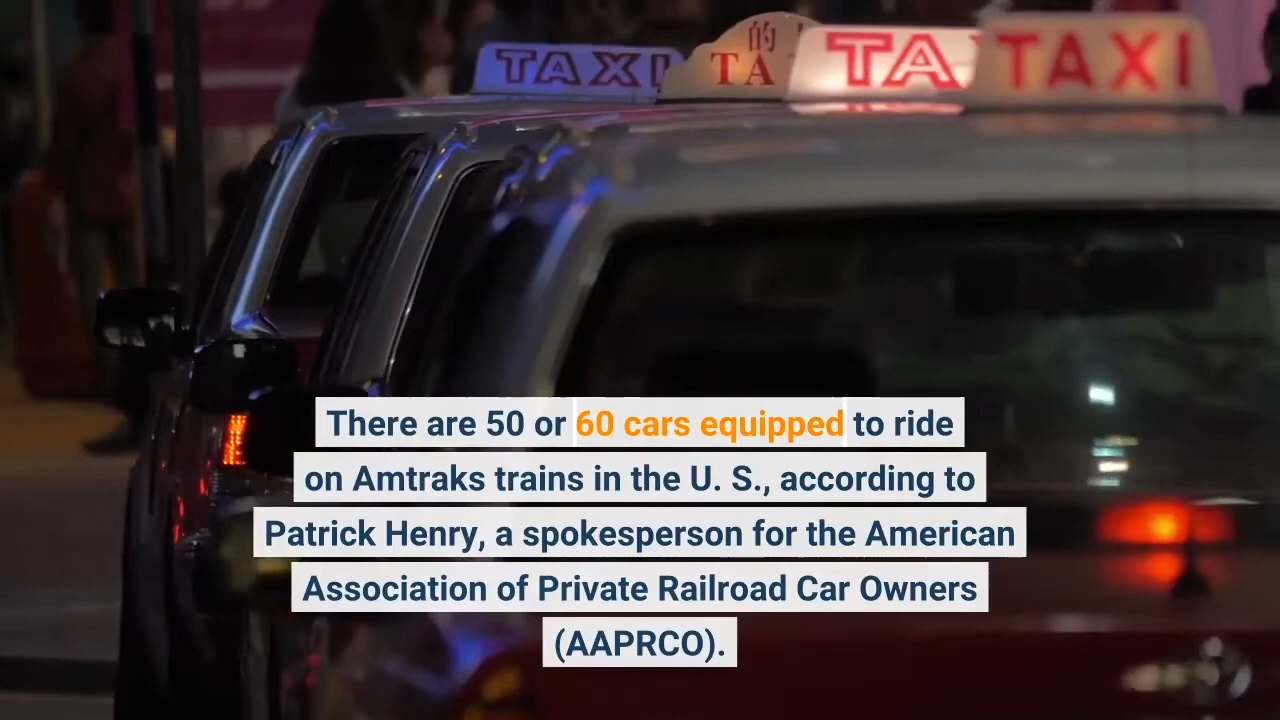 TAXI
的
TA
TA
TAXI
There are 50 or 60 cars equipped to ride
on Amtraks trains in the U. S., according to
Patrick Henry, a spokesperson for the American
Association of Private Railroad Car Owners
(AAPRCO).